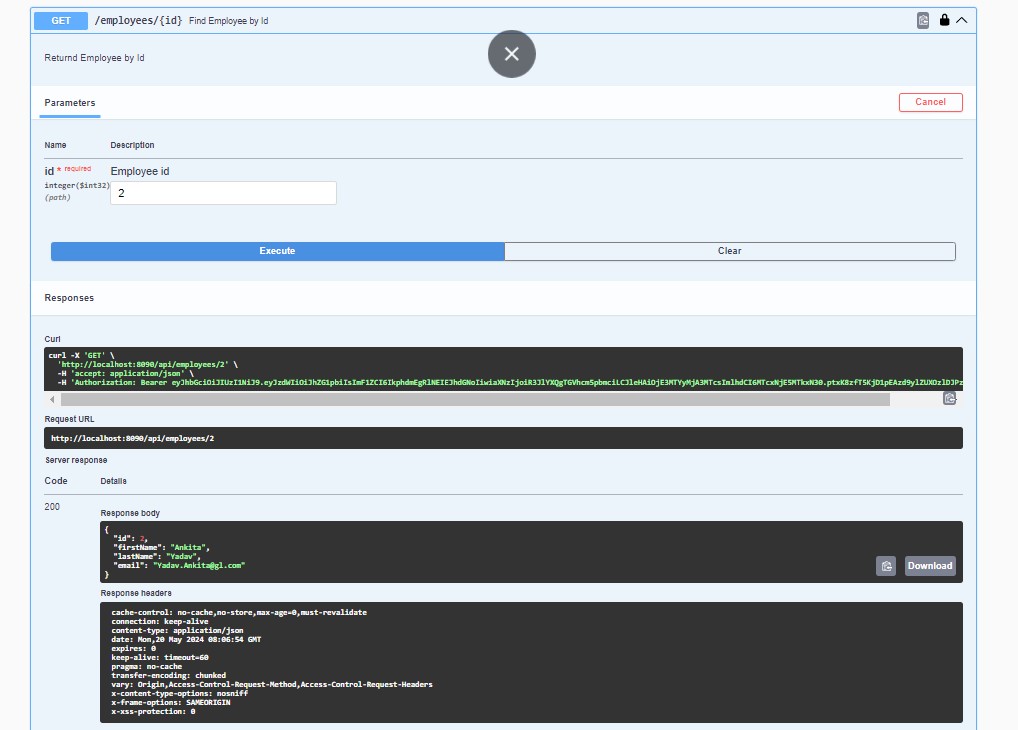 GET /employees/{id} Find Employee by Id
Returnd Employee by Id
Parameters
Cancel
Name Description
id * required Employee id
integer($int32)
(path)
2
Execute Clear
Responses
Curl
curl -X 'GET' \
'http://localhost:8090/api/employees/2' \
-H 'accept: application/json' \
-H 'Authorization: Bearer
Request URL
http://localhost:8090/api/employees/2
Server response
Code Details
200
Response body
{
"id": 2,
"firstName": "Ankita",
"lastName": "Yadav",
"email": "Yadav.Ankita@gl.com"
}
Download
Response headers
cache-control: no-cache,no-store,max-age=0,must-revalidate
connection: keep-alive
content-type: application/json
date: Mon,20 May 2024 08:06:54 GMT
expires: 0
keep-alive: timeout=60
pragma: no-cache
transfer-encoding: chunked
vary: Origin,Access-Control-Request-Method,Access-Control-Request-Headers
x-content-type-options: nosniff
x-frame-options: SAMEORIGIN
x-xss-protection: 0